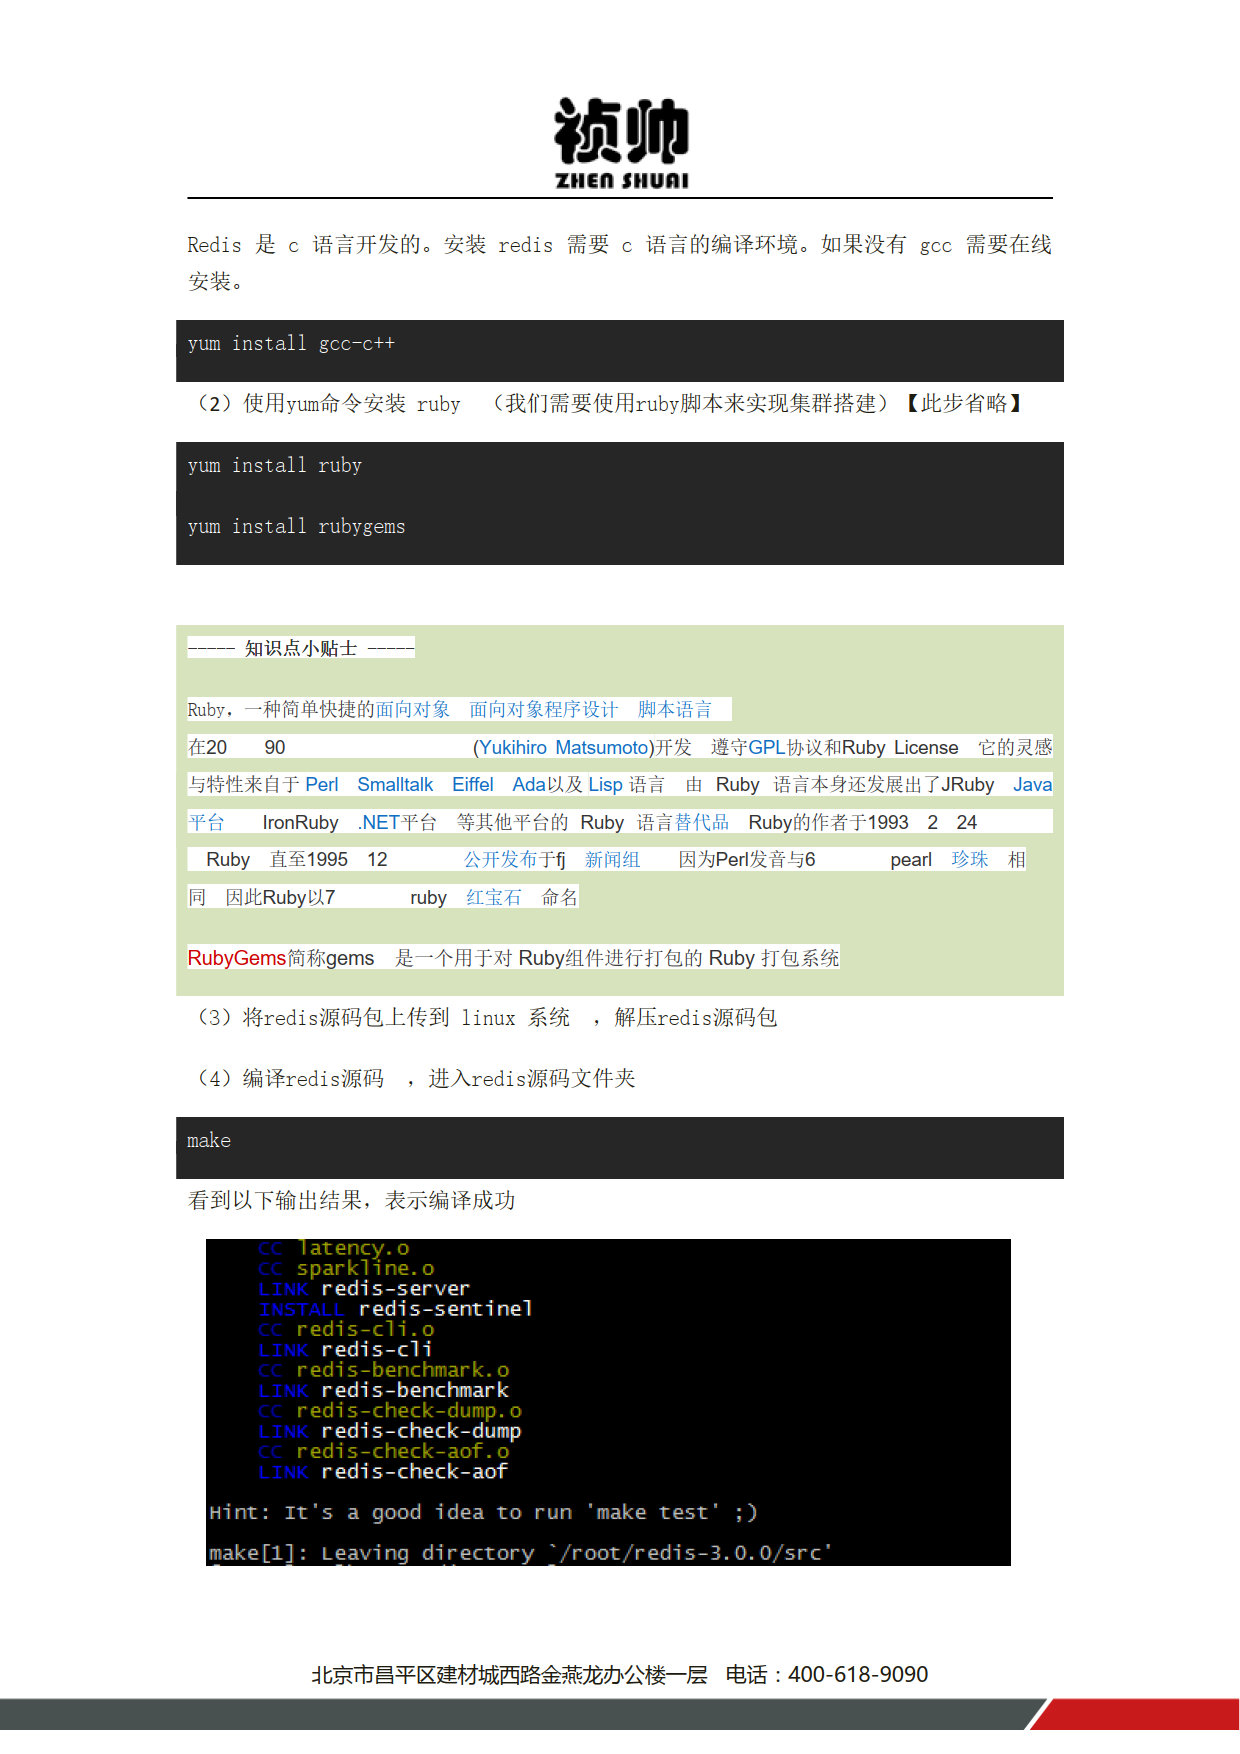 祯帅
ZHEN SHUAI
Redis 是 c 语言开发的。安装 redis 需要 c 语言的编译环境。如果没有 gcc 需要在线
安装。
yum install gcc-c++
（2）使用yum命令安装 ruby （我们需要使用ruby脚本来实现集群搭建）【此步省略】
yum install ruby
yum install rubygems
----- 知识点小贴士 -----
Ruby，一种简单快捷的面向对象 面向对象程序设计 脚本语言
在20 90 (Yukihiro Matsumoto)开发 遵守GPL协议和Ruby License 它的灵感
与特性来自于 Perl Smalltalk Eiffel Ada以及 Lisp 语言 由 Ruby 语言本身还发展出了JRuby Java
平台 IronRuby .NET平台 等其他平台的 Ruby 语言替代品 Ruby的作者于1993 2 24
Ruby 直至1995 12 公开发布于fj 新闻组 因为Perl发音与6 pearl 珍珠 相
同 因此Ruby以7 ruby 红宝石 命名
RubyGems简称gems 是一个用于对 Ruby组件进行打包的 Ruby 打包系统
（3）将redis源码包上传到 linux 系统 ，解压redis源码包
（4）编译redis源码 ，进入redis源码文件夹
make
看到以下输出结果，表示编译成功
CC latency.o
CC sparkline.o
LINK redis-server
INSTALL redis-sentinel
CC redis-cli.o
LINK redis-cli
CC redis-benchmark.o
LINK redis-benchmark
CC redis-check-dump.o
LINK redis-check-dump
CC redis-check-aof.o
LINK redis-check-aof
Hint: It's a good idea to run 'make test' ;)
make[1]: Leaving directory `/root/redis-3.0.0/src'
北京市昌平区建材城西路金燕龙办公楼一层 电话：400-618-9090